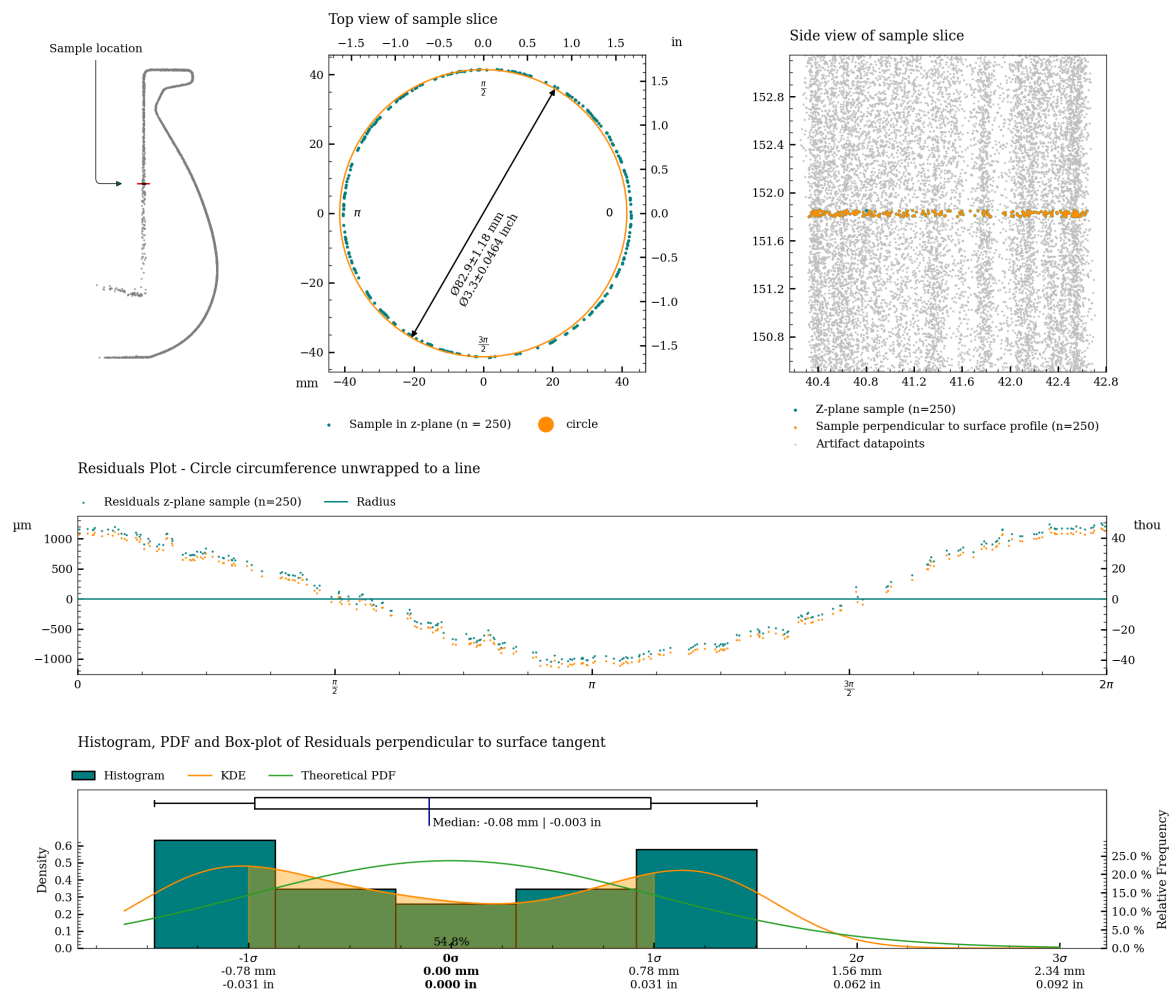 Top view of sample slice
Side view of sample slice
Sample location
−1.5 −1.0 −0.5 0.0 0.5 1.0 1.5 in
40
20
0
−20
−40
mm
−40 −20 0 20 40
1.5
1.0
0.5
0.0
−0.5
−1.0
−1.5
π/2
π
0
3π/2
Ø82.9±1.18 mm
Ø3.3±0.0464 inch
Sample in z-plane (n = 250) circle
152.8
152.4
152.0
151.6
151.2
150.8
40.4 40.8 41.2 41.6 42.0 42.4 42.8
Z-plane sample (n=250)
Sample perpendicular to surface profile (n=250)
Artifact datapoints
Residuals Plot - Circle circumference unwrapped to a line
Residuals z-plane sample (n=250) Radius
µm
1000
500
0
−500
−1000
thou
40
20
0
−20
−40
0 π/2 π 3π/2 2π
Histogram, PDF and Box-plot of Residuals perpendicular to surface tangent
Histogram KDE Theoretical PDF
Median: -0.08 mm | -0.003 in
Density
0.6
0.5
0.4
0.3
0.2
0.1
0.0
Relative Frequency
25.0 %
20.0 %
15.0 %
10.0 %
5.0 %
0.0 %
54.8%
-1σ 0σ 1σ 2σ 3σ
-0.78 mm 0.00 mm 0.78 mm 1.56 mm 2.34 mm
-0.031 in 0.000 in 0.031 in 0.062 in 0.092 in